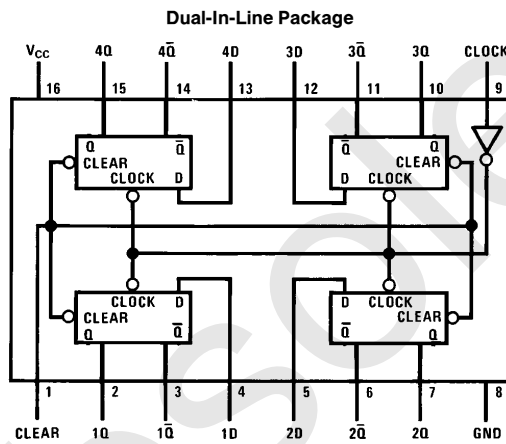 Dual-In-Line Package
VCC 4Q 4Q̅ 4D 3D 3Q̅ 3Q CLOCK
16 15 14 13 12 11 10 9
Q Q̅ Q̅ Q
CLEAR CLEAR
CLOCK D D CLOCK
CLOCK D D CLOCK
CLEAR CLEAR
Q Q̅ Q̅ Q
1 2 3 4 5 6 7 8
CLEAR 1Q 1Q̅ 1D 2D 2Q̅ 2Q GND